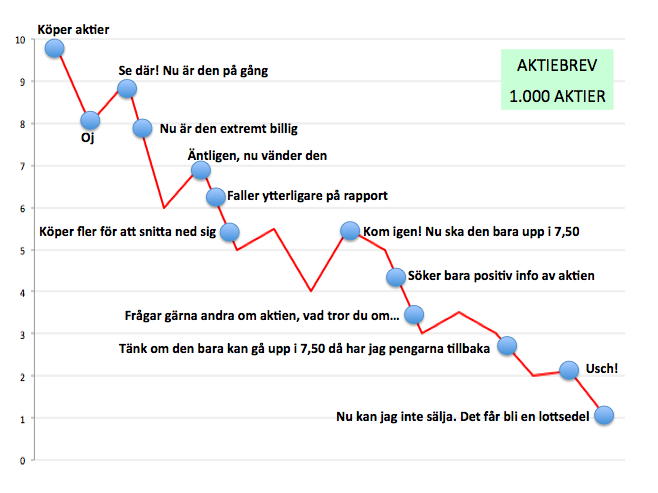 Köper aktier
10
AKTIEBREV
1.000 AKTIER
9
Se där! Nu är den på gång
8
Oj
Nu är den extremt billig
7
Äntligen, nu vänder den
6
Faller ytterligare på rapport
Köper fler för att snitta ned sig
Kom igen! Nu ska den bara upp i 7,50
5
4
Söker bara positiv info av aktien
Frågar gärna andra om aktien, vad tror du om...
3
Tänk om den bara kan gå upp i 7,50 då har jag pengarna tillbaka
2
Usch!
1
Nu kan jag inte sälja. Det får bli en lottsedel
0